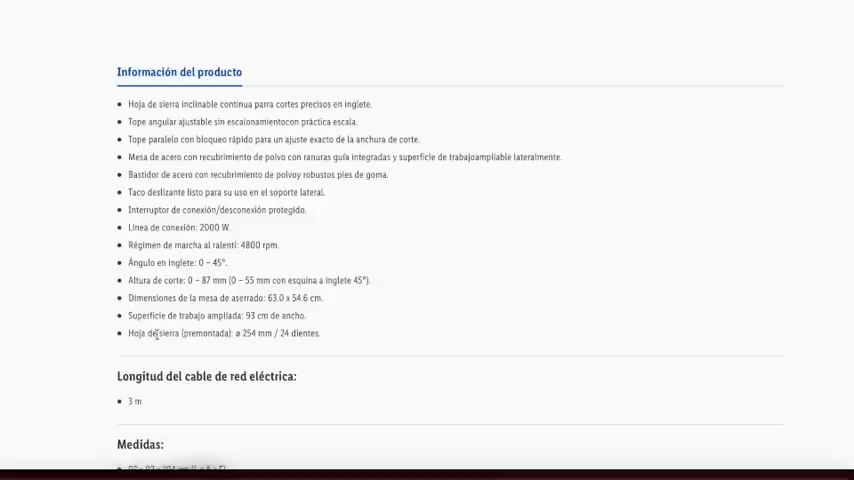 Información del producto
Hoja de sierra inclinable continua parra cortes precisos en inglete.
Tope angular ajustable sin escalonamientocon práctica escala.
Tope paralelo con bloqueo rápido para un ajuste exacto de la anchura de corte.
Mesa de acero con recubrimiento de polvo con ranuras guía integradas y superficie de trabajoampliable lateralmente.
Bastidor de acero con recubrimiento de polvoy robustos pies de goma.
Taco deslizante listo para su uso en el soporte lateral.
Interruptor de conexión/desconexión protegido.
Línea de conexión: 2000 W.
Régimen de marcha al ralentí: 4800 rpm.
Ángulo en inglete: 0 – 45°.
Altura de corte: 0 – 87 mm (0 – 55 mm con esquina a inglete 45°).
Dimensiones de la mesa de aserrado: 63.0 x 54.6 cm.
Superficie de trabajo ampliada: 93 cm de ancho.
Hoja de sierra (premontada): ø 254 mm / 24 dientes.
Longitud del cable de red eléctrica:
3 m
Medidas: